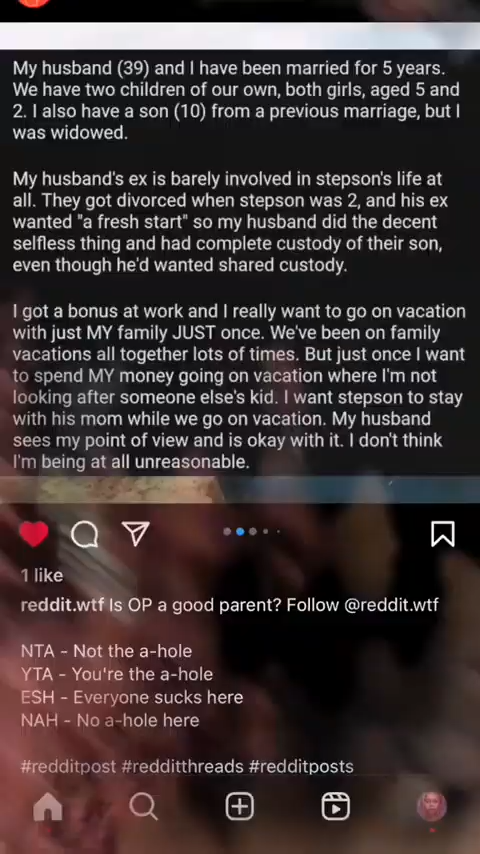 My husband (39) and I have been married for 5 years.
We have two children of our own, both girls, aged 5 and
2. I also have a son (10) from a previous marriage, but I
was widowed.
My husband's ex is barely involved in stepson's life at
all. They got divorced when stepson was 2, and his ex
wanted "a fresh start" so my husband did the decent
selfless thing and had complete custody of their son,
even though he'd wanted shared custody.
I got a bonus at work and I really want to go on vacation
with just MY family JUST once. We've been on family
vacations all together lots of times. But just once I want
to spend MY money going on vacation where I'm not
looking after someone else's kid. I want stepson to stay
with his mom while we go on vacation. My husband
sees my point of view and is okay with it. I don't think
I'm being at all unreasonable.
1 like
reddit.wtf Is OP a good parent? Follow @reddit.wtf
NTA - Not the a-hole
YTA - You're the a-hole
ESH - Everyone sucks here
NAH - No a-hole here
#redditpost #redditthreads #redditposts